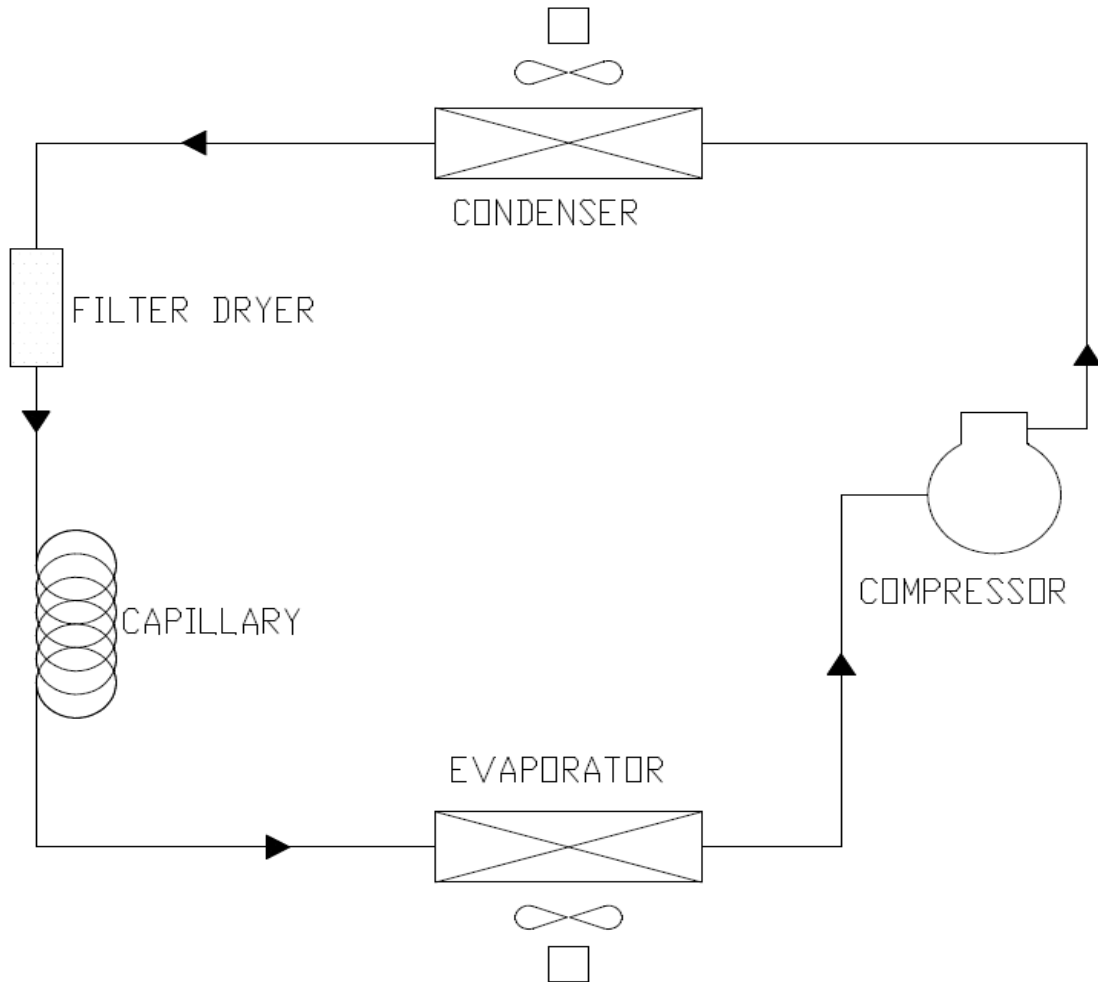 CONDENSER
FILTER DRYER
COMPRESSOR
CAPILLARY
EVAPORATOR